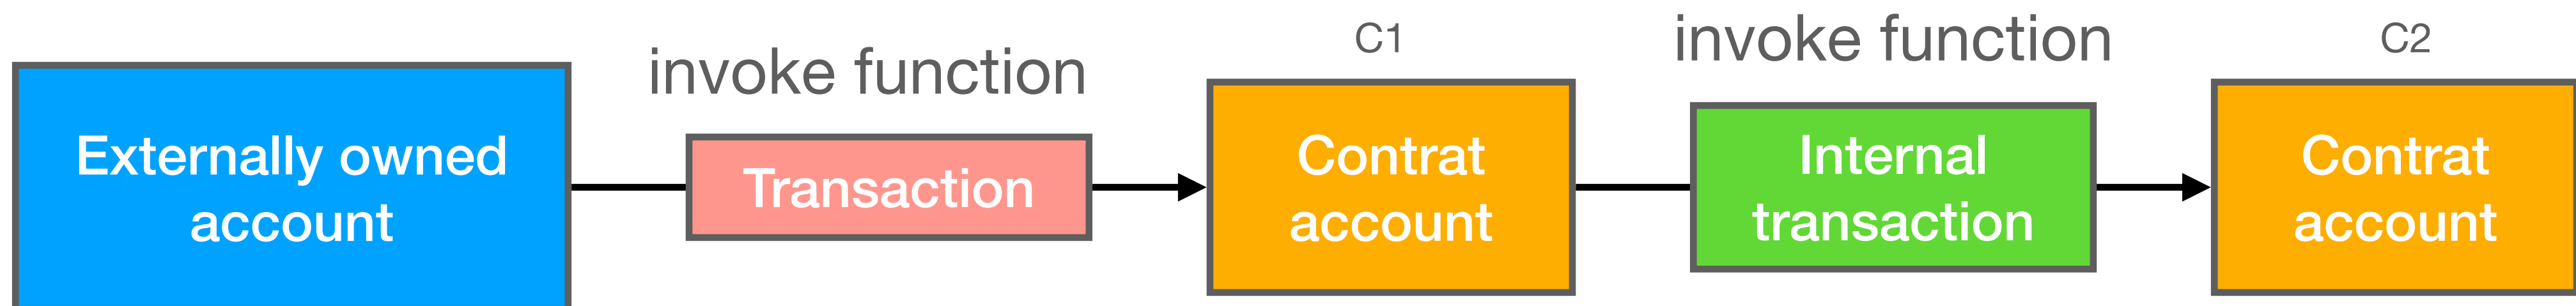 Externally owned
account
invoke function
Transaction
C1
Contrat
account
invoke function
Internal
transaction
C2
Contrat
account